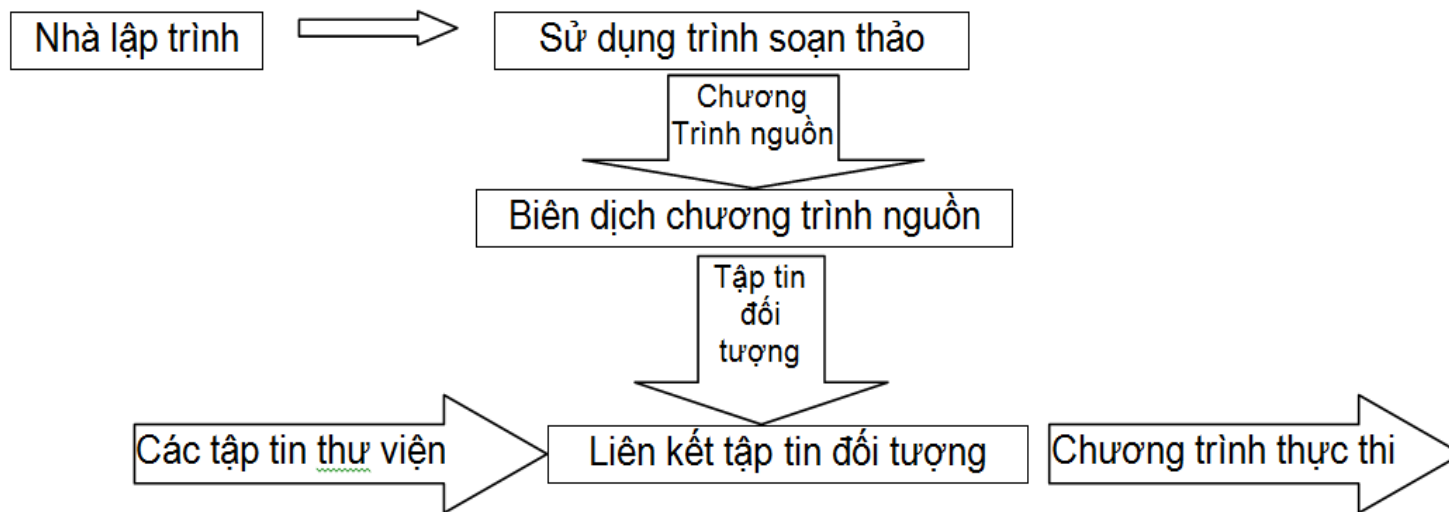 Nhà lập trình
Sử dụng trình soạn thảo
Chương
Trình nguồn
Biên dịch chương trình nguồn
Tập tin
đối
tượng
Các tập tin thư viện
Liên kết tập tin đối tượng
Chương trình thực thi